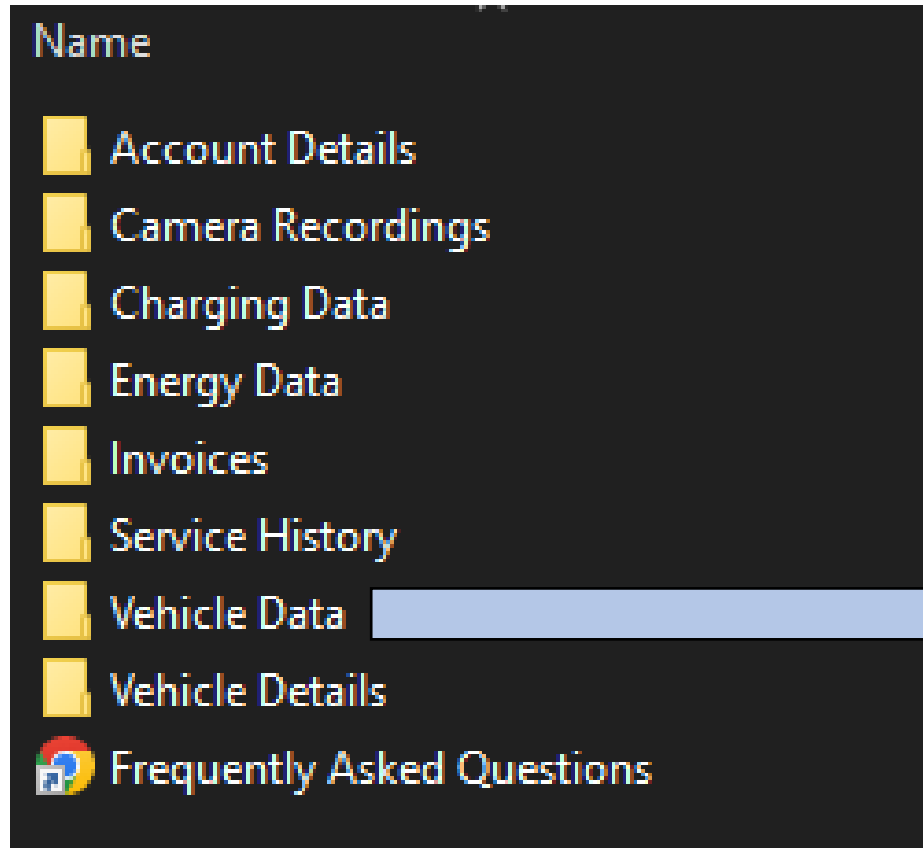 Name
Account Details
Camera Recordings
Charging Data
Energy Data
Invoices
Service History
Vehicle Data
Vehicle Details
Frequently Asked Questions